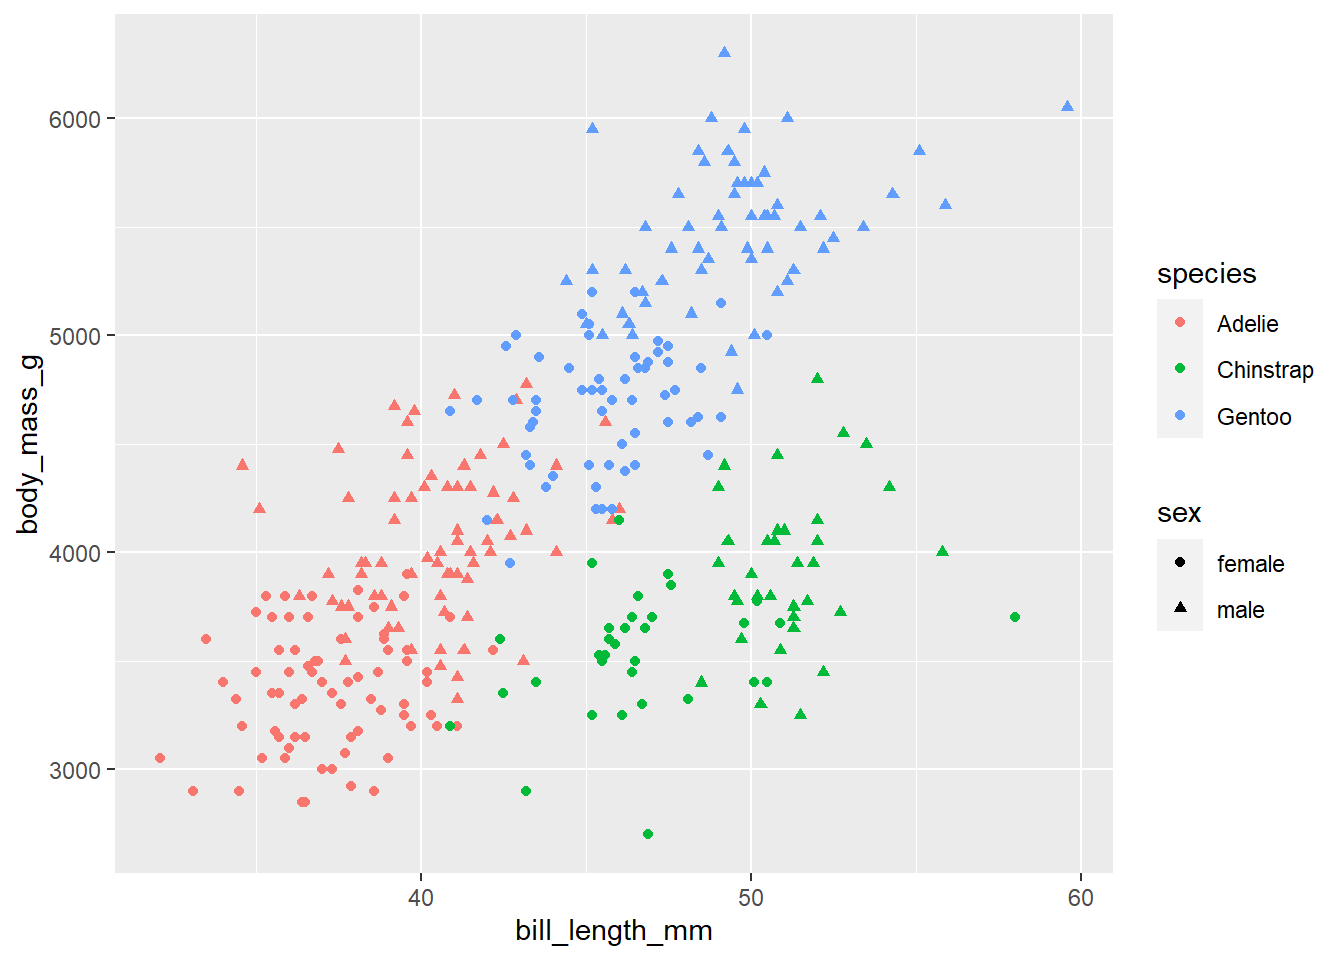 6000
5000
4000
3000
body_mass_g
40
50
60
bill_length_mm
species
Adelie
Chinstrap
Gentoo
sex
female
male